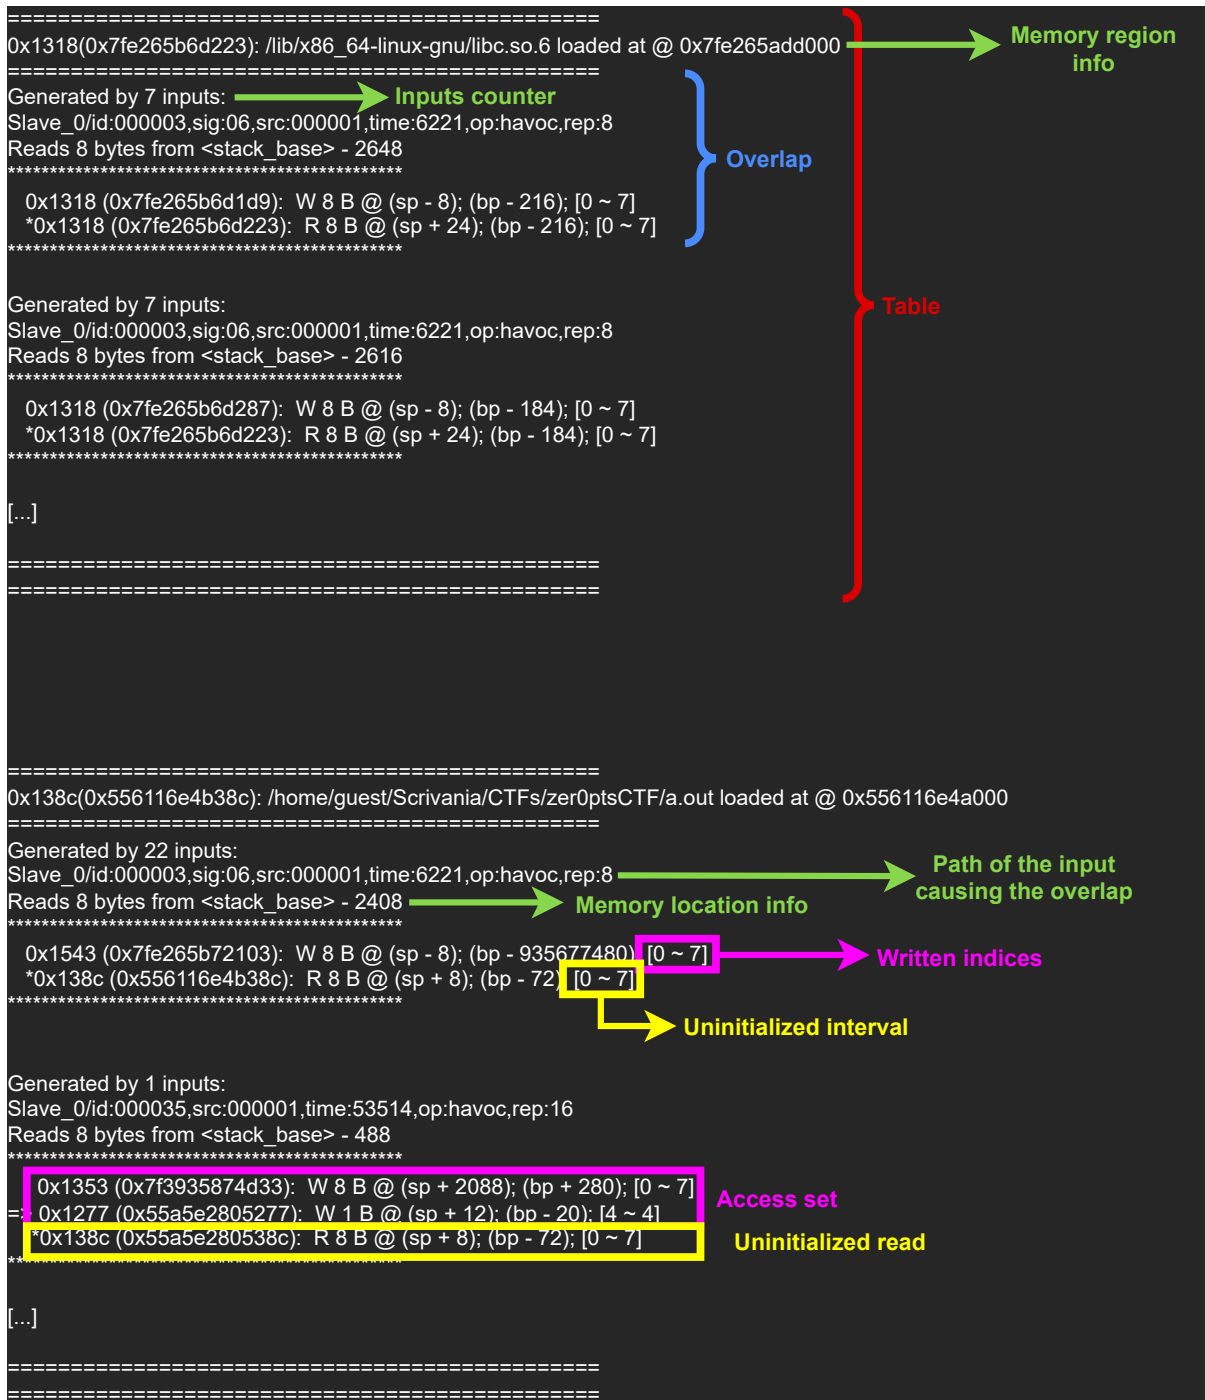 ===============================================
0x1318(0x7fe265b6d223): /lib/x86_64-linux-gnu/libc.so.6 loaded at @ 0x7fe265add000
Memory region
info
===============================================
Generated by 7 inputs:
Inputs counter
Slave_0/id:000003,sig:06,src:000001,time:6221,op:havoc,rep:8
Reads 8 bytes from <stack_base> - 2648
Overlap
***********************************************
0x1318 (0x7fe265b6d1d9): W 8 B @ (sp - 8); (bp - 216); [0 ~ 7]
*0x1318 (0x7fe265b6d223): R 8 B @ (sp + 24); (bp - 216); [0 ~ 7]
***********************************************
Generated by 7 inputs:
Table
Slave_0/id:000003,sig:06,src:000001,time:6221,op:havoc,rep:8
Reads 8 bytes from <stack_base> - 2616
***********************************************
0x1318 (0x7fe265b6d287): W 8 B @ (sp - 8); (bp - 184); [0 ~ 7]
*0x1318 (0x7fe265b6d223): R 8 B @ (sp + 24); (bp - 184); [0 ~ 7]
***********************************************
[...]
===============================================
===============================================
===============================================
0x138c(0x556116e4b38c): /home/guest/Scrivania/CTFs/zer0ptsCTF/a.out loaded at @ 0x556116e4a000
===============================================
Generated by 22 inputs:
Slave_0/id:000003,sig:06,src:000001,time:6221,op:havoc,rep:8
Path of the input
causing the overlap
Reads 8 bytes from <stack_base> - 2408
Memory location info
***********************************************
0x1543 (0x7fe265b72103): W 8 B @ (sp - 8); (bp - 935677480) [0 ~ 7]
Written indices
*0x138c (0x556116e4b38c): R 8 B @ (sp + 8); (bp - 72) [0 ~ 7]
***********************************************
Uninitialized interval
Generated by 1 inputs:
Slave_0/id:000035,src:000001,time:53514,op:havoc,rep:16
Reads 8 bytes from <stack_base> - 488
***********************************************
0x1353 (0x7f3935874d33): W 8 B @ (sp + 2088); (bp + 280); [0 ~ 7]
Access set
=> 0x1277 (0x55a5e2805277): W 1 B @ (sp + 12); (bp - 20); [4 ~ 4]
*0x138c (0x55a5e280538c): R 8 B @ (sp + 8); (bp - 72); [0 ~ 7]
Uninitialized read
***********************************************
[...]
===============================================
===============================================